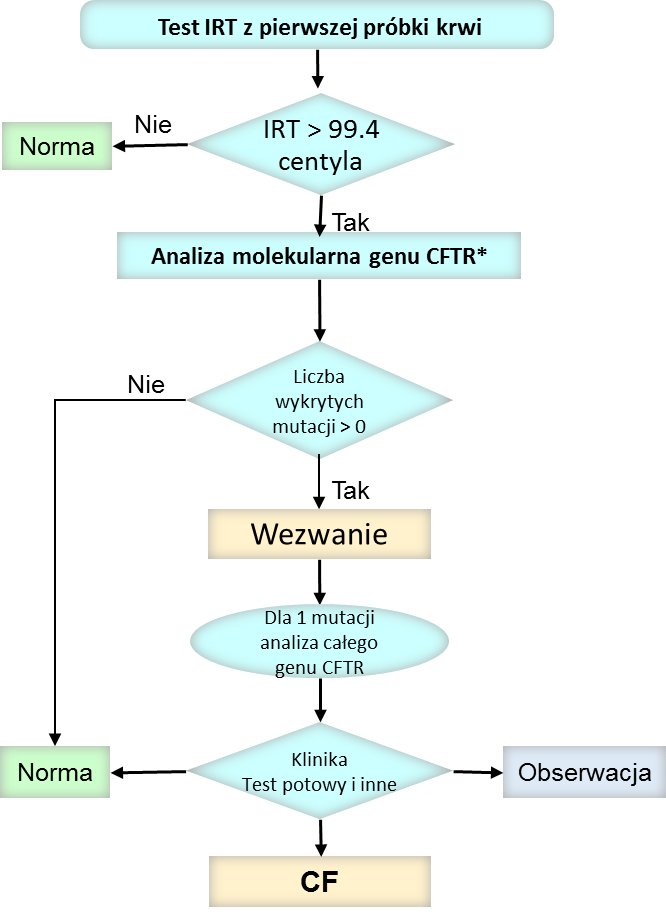 Test IRT z pierwszej próbki krwi
IRT > 99.4
centyla
Nie
Norma
Tak
Analiza molekularna genu CFTR*
Liczba
wykrytych
mutacji > 0
Nie
Tak
Wezwanie
Dla 1 mutacji
analiza całego
genu CFTR
Klinika
Test potowy i inne
Norma
Obserwacja
CF